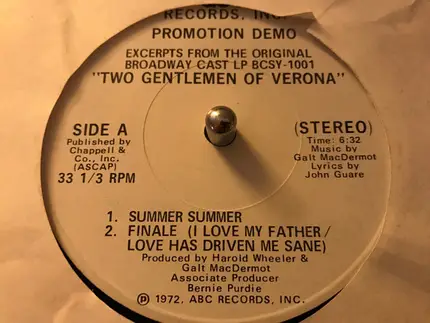 RECORDS, INC.
PROMOTION DEMO
EXCERPTS FROM THE ORIGINAL
BROADWAY CAST LP BCSY-1001
"TWO GENTLEMEN OF VERONA"
SIDE A
Published by
Chappell &
Co., Inc.
(ASCAP)
33 1/3 RPM
(STEREO)
Time: 6:32
Music by
Galt MacDermot
Lyrics by
John Guare
1. SUMMER SUMMER
2. FINALE (I LOVE MY FATHER/
LOVE HAS DRIVEN ME SANE)
Produced by Harold Wheeler &
Galt MacDermot
Associate Producer
Bernie Purdie
℗ 1972, ABC RECORDS, INC.